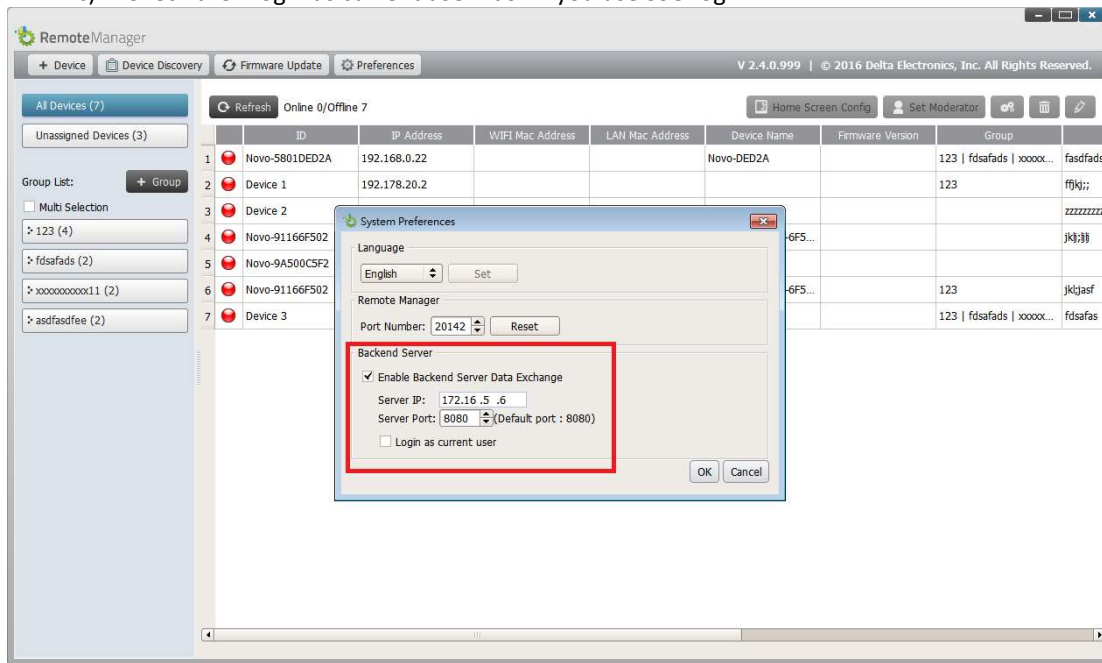 RemoteManager
+ Device Device Discovery Firmware Update Preferences V 2.4.0.999 | © 2016 Delta Electronics, Inc. All Rights Reserved.
All Devices (7)
Unassigned Devices (3)
Group List: + Group
Multi Selection
123 (4)
fdsafads (2)
xxxxxxxxxx11 (2)
asdfasdfee (2)
Refresh Online 0/Offline 7 Home Screen Config Set Moderator
ID IP Address WIFI Mac Address LAN Mac Address Device Name Firmware Version Group
1 Novo-5801DED2A 192.168.0.22 Novo-DED2A 123 | fdsafads | xxxxx... fasdfads
2 Device 1 192.178.20.2 123 ffjkj;;
3 Device 2
4 Novo-91166F502 -6F5...
5 Novo-9A500C5F2
6 Novo-91166F502 -6F5... 123
7 Device 3 123 | fdsafads | xxxxx... fdsafas
System Preferences
Language
English Set
Remote Manager
Port Number: 20142 Reset
Backend Server
Enable Backend Server Data Exchange
Server IP: 172.16 .5 .6
Server Port: 8080 (Default port : 8080)
Login as current user
OK Cancel